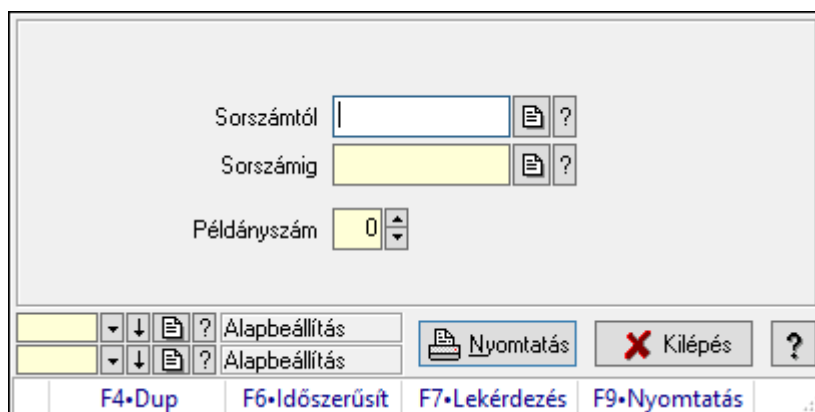 Sorszámtól ?
Sorszámig ?
Példányszám 0
? Alapbeállítás
? Alapbeállítás
Nyomtatás Kilépés ?
F4•Dup F6•Időszerűsít F7•Lekérdezés F9•Nyomtatás